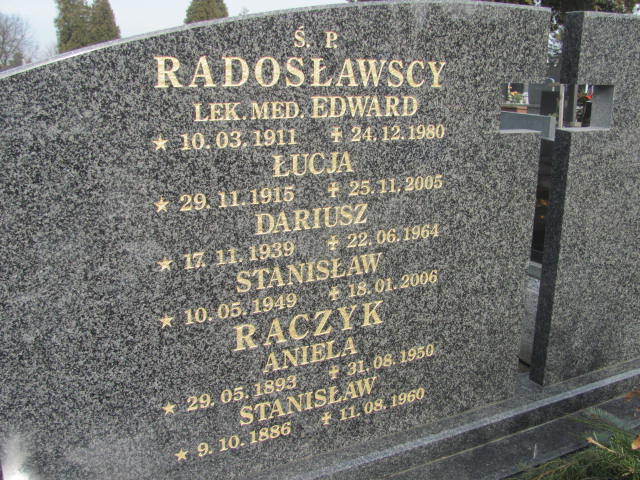 Ś. P.
RADOSŁAWSCY
LEK. MED. EDWARD
★ 10.03.1911 ✝ 24.12.1980
ŁUCJA
★ 29.11.1915 ✝ 25.11.2005
DARIUSZ
★ 17.11.1939 ✝ 22.06.1964
STANISŁAW
★ 10.05.1949 ✝ 18.01.2006
RACZYK
ANIELA
★ 29.05.1893 ✝ 31.08.1950
STANISŁAW
★ 9.10.1886 ✝ 11.08.1960